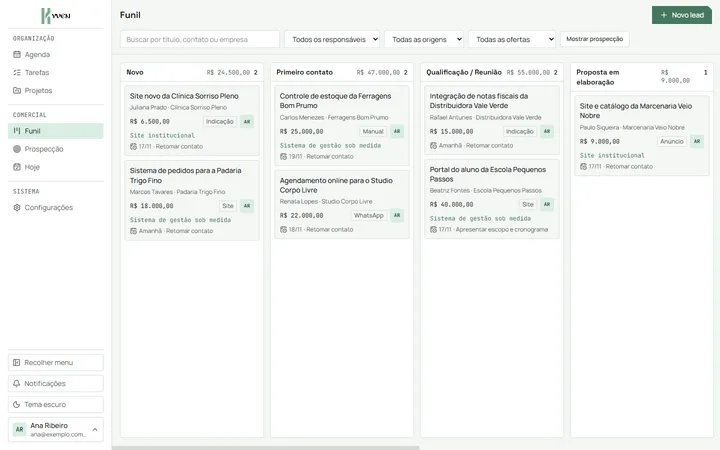 ORGANIZAÇÃO
Agenda
Tarefas
Projetos
COMERCIAL
Funil
Prospecção
Hoje
SISTEMA
Configurações
Recolher menu
Notificações
Tema escuro
AR
Ana Ribeiro
ana@exemplo.com…
Funil
+ Novo lead
Buscar por título, contato ou empresa
Todos os responsáveis
Todas as origens
Todas as ofertas
Mostrar prospecção
Novo R$ 24.500,00 2
Site novo da Clínica Sorriso Pleno
Juliana Prado · Clínica Sorriso Pleno
R$ 6.500,00 Indicação AR
Site institucional
17/11 · Retomar contato
Sistema de pedidos para a Padaria
Trigo Fino
Marcos Tavares · Padaria Trigo Fino
R$ 18.000,00 Site AR
Sistema de gestão sob medida
Amanhã · Retomar contato
Primeiro contato R$ 47.000,00 2
Controle de estoque da Ferragens
Bom Prumo
Carlos Menezes · Ferragens Bom Prumo
R$ 25.000,00 Manual AR
Sistema de gestão sob medida
19/11 · Retomar contato
Agendamento online para o Studio
Corpo Livre
Renata Lopes · Studio Corpo Livre
R$ 22.000,00 WhatsApp AR
18/11 · Retomar contato
Qualificação / Reunião R$ 55.000,00 2
Integração de notas fiscais da
Distribuidora Vale Verde
Rafael Antunes · Distribuidora Vale Verde
R$ 15.000,00 Indicação AR
Amanhã · Retomar contato
Portal do aluno da Escola Pequenos
Passos
Beatriz Fontes · Escola Pequenos Passos
R$ 40.000,00 Site AR
Sistema de gestão sob medida
17/11 · Apresentar escopo e cronograma
Proposta em
elaboração
R$
9.000,00
1
Site e catálogo da Marcenaria Veio
Nobre
Paulo Siqueira · Marcenaria Veio Nobre
R$ 9.000,00 Anúncio AR
Site institucional
17/11 · Retomar contato